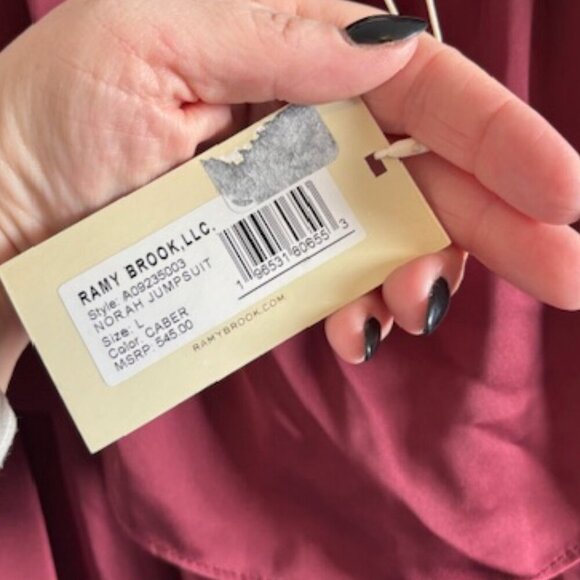 RAMY BROOK,LLC.
Style: A09235003
NORAH JUMPSUIT
Size: L
Color: CABER
MSRP: 545.00
1 96531 80655 3
RAMYBROOK.COM